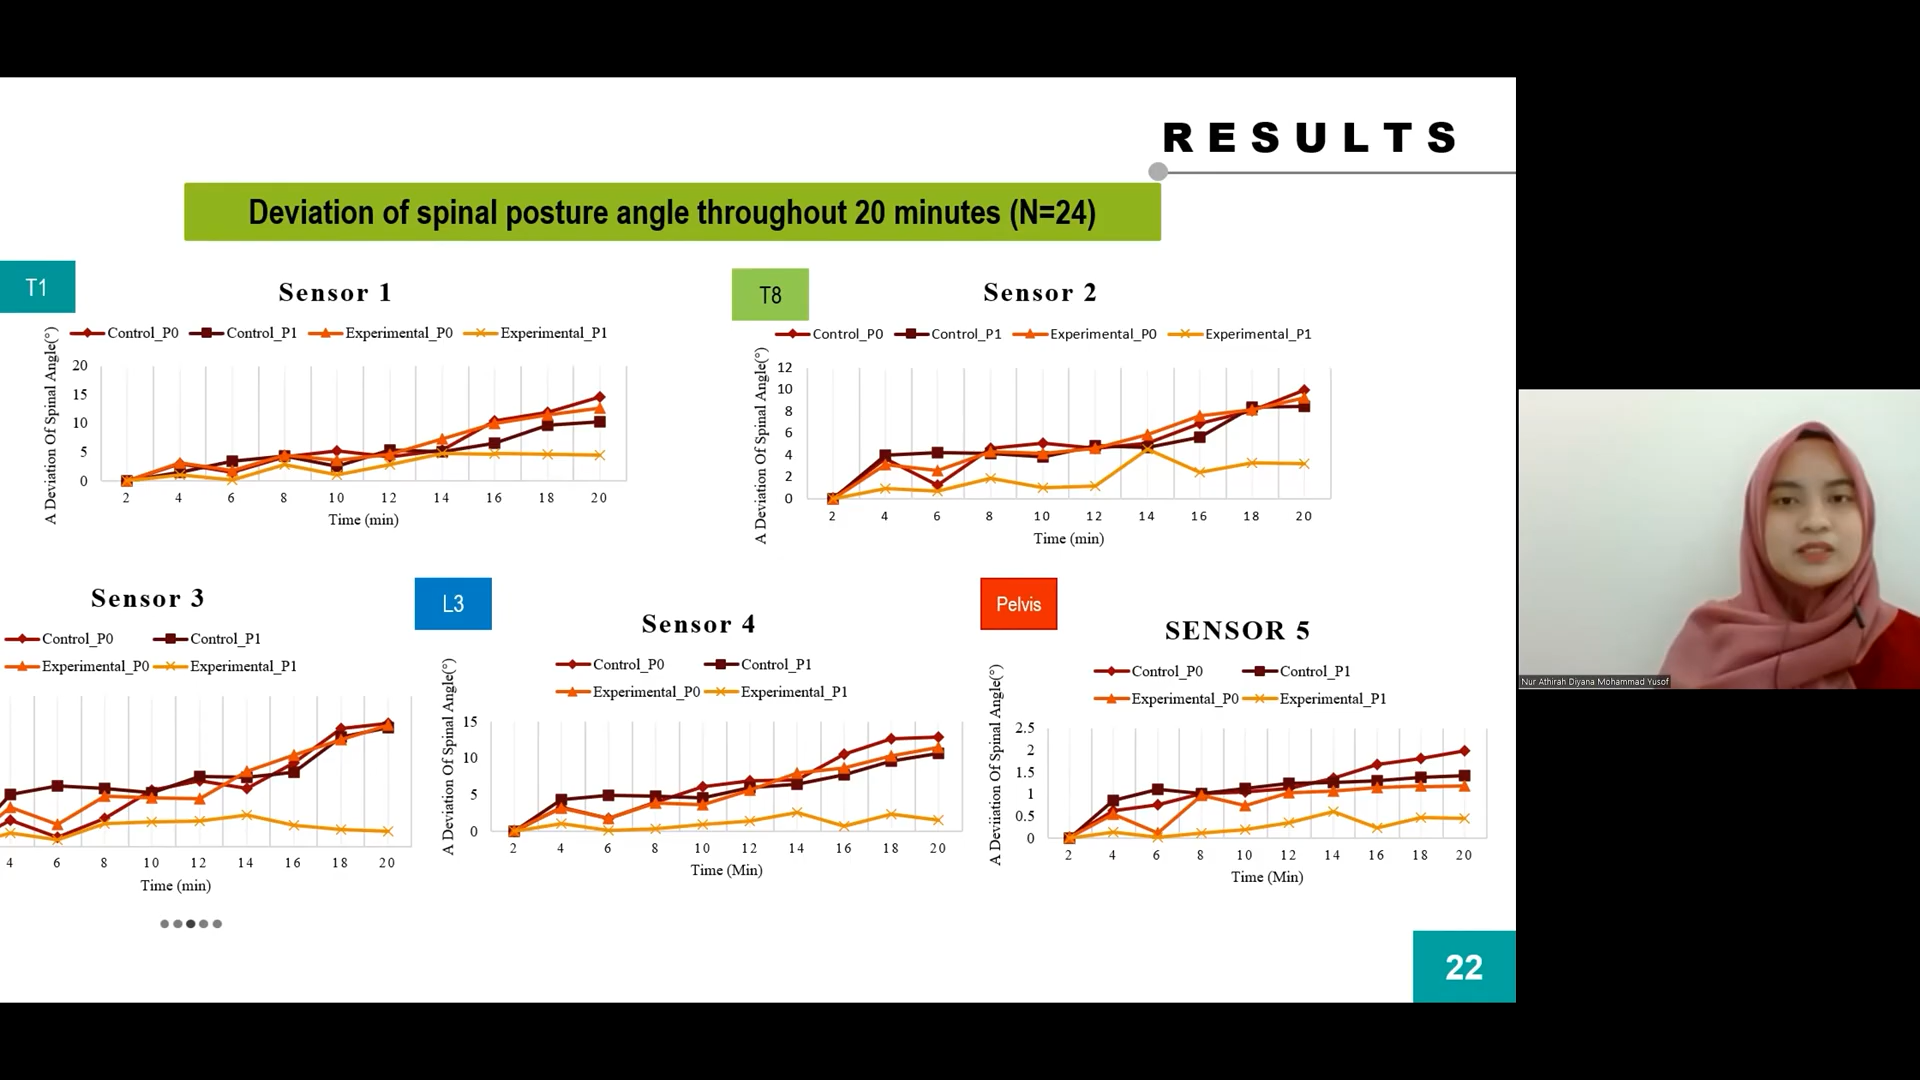 RESULTS
Deviation of spinal posture angle throughout 20 minutes (N=24)
T1
Sensor 1
Control_P0 Control_P1 Experimental_P0 Experimental_P1
A Deviation Of Spinal Angle(°)
20
15
10
5
0
2 4 6 8 10 12 14 16 18 20
Time (min)
T8
Sensor 2
Control_P0 Control_P1 Experimental_P0 Experimental_P1
A Deviation Of Spinal Angle(°)
12
10
8
6
4
2
0
2 4 6 8 10 12 14 16 18 20
Time (min)
Sensor 3
Control_P0 Control_P1
Experimental_P0 Experimental_P1
4 6 8 10 12 14 16 18 20
Time (min)
L3
Sensor 4
Control_P0 Control_P1
Experimental_P0 Experimental_P1
A Deviation Of Spinal Angle(°)
15
10
5
0
2 4 6 8 10 12 14 16 18 20
Time (Min)
Pelvis
SENSOR 5
Control_P0 Control_P1
Experimental_P0 Experimental_P1
A Deviiation Of Spinal Angle(°)
2.5
2
1.5
1
0.5
0
2 4 6 8 10 12 14 16 18 20
Time (Min)
22
Nur Athirah Diyana Mohammad Yusof